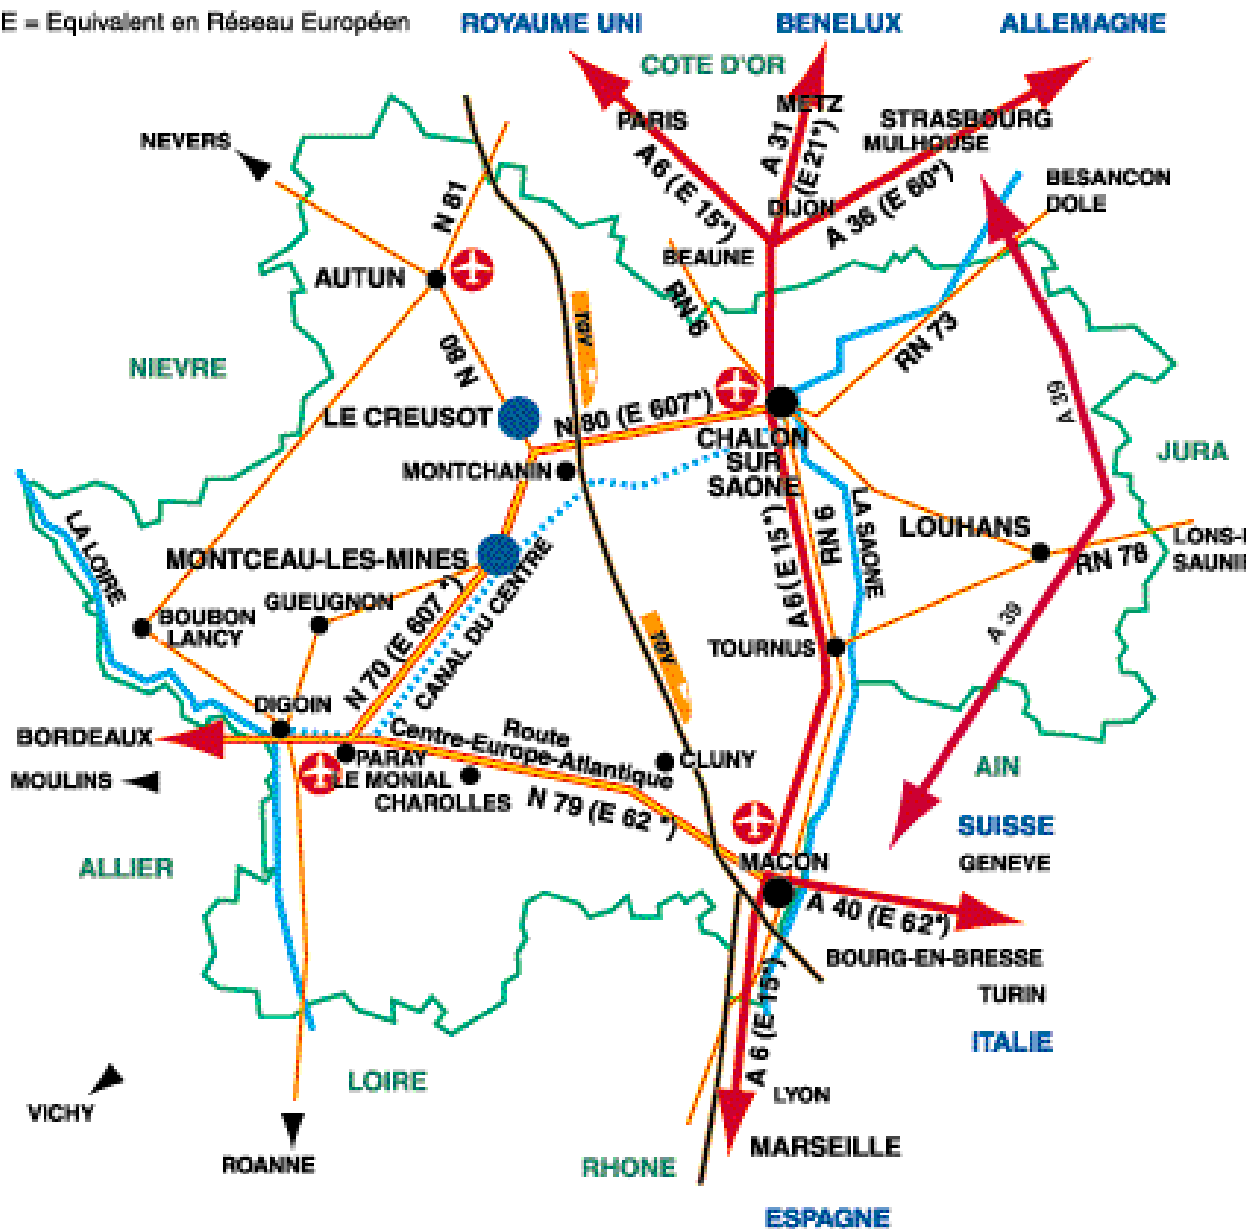 E = Equivalent en Réseau Européen
ROYAUME UNI
BENELUX
ALLEMAGNE
COTE D'OR
METZ
PARIS
STRASBOURG
MULHOUSE
NEVERS
A 31
(E 21*)
A6 (E 15*)
A 36 (E 60*)
BESANCON
DOLE
N 81
DIJON
BEAUNE
AUTUN
RN 6
TGV
N 80
RN 73
NIEVRE
A 39
LE CREUSOT
N 80 (E 607*)
CHALON
SUR
SAONE
JURA
MONTCHANIN
LA LOIRE
A6 (E 15*)
RN 6
LA SAONE
LOUHANS
LONS-
SAUNI
RN 78
MONTCEAU-LES-MINES
CANAL DU CENTRE
GUEUGNON
BOUBON
LANCY
N 70 (E 607 *)
TGV
TOURNUS
A 39
DIGOIN
BORDEAUX
Route
Centre-Europe-Atlantique
PARAY
LE MONIAL
CLUNY
AIN
MOULINS
CHAROLLES
N 79 (E 62 *)
SUISSE
GENEVE
ALLIER
MACON
A 40 (E 62*)
BOURG-EN-BRESSE
TURIN
A 6 (E 15*)
ITALIE
LOIRE
LYON
VICHY
MARSEILLE
ROANNE
RHONE
ESPAGNE